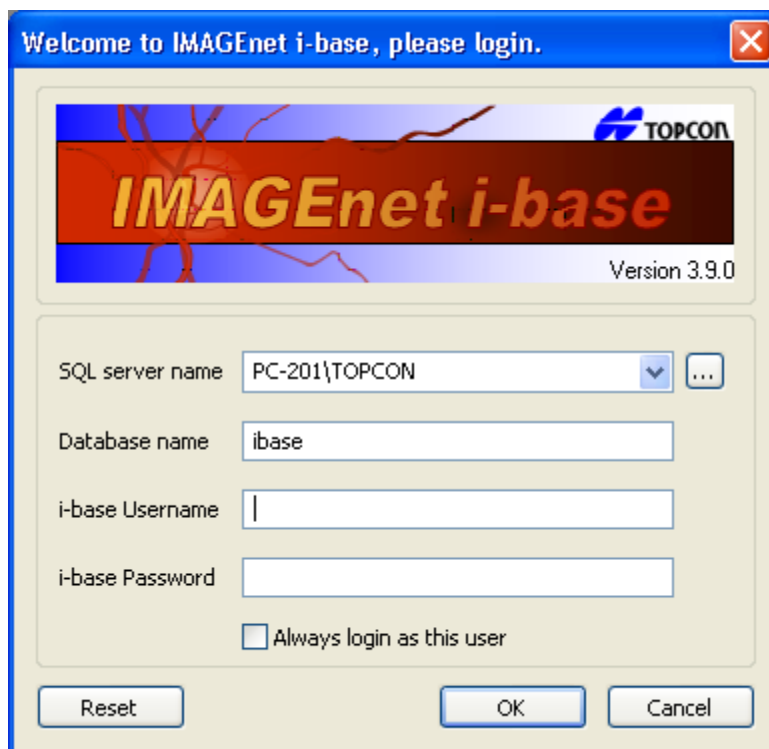 Welcome to IMAGEnet i-base, please login.
TOPCON
IMAGEnet i-base
Version 3.9.0
SQL server name PC-201\TOPCON ...
Database name ibase
i-base Username
i-base Password
Always login as this user
Reset OK Cancel